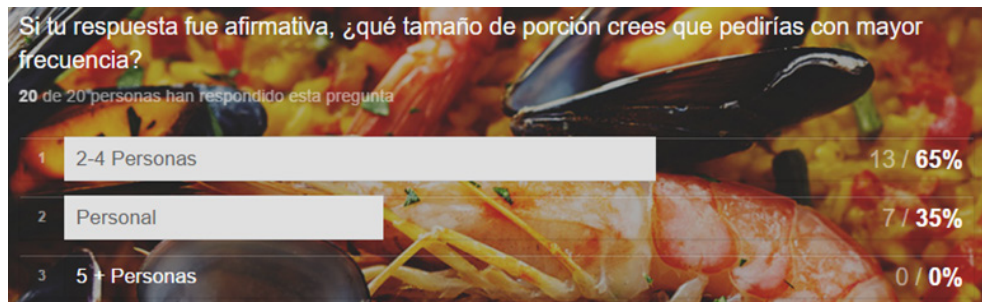 Si tu respuesta fue afirmativa, ¿qué tamaño de porción crees que pedirías con mayor
frecuencia?
20 de 20 personas han respondido esta pregunta
1 2-4 Personas 13 / 65%
2 Personal 7 / 35%
3 5 + Personas 0 / 0%